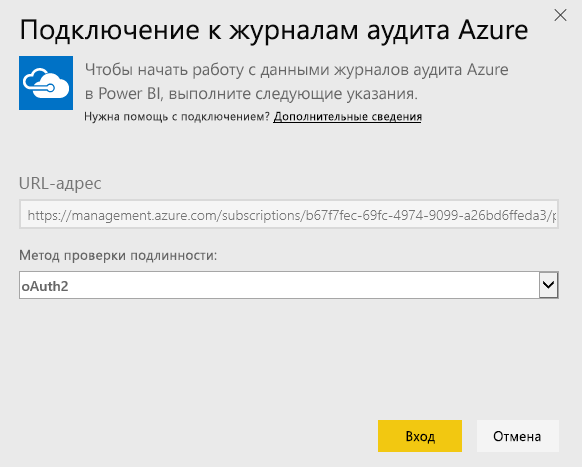 Подключение к журналам аудита Azure
Чтобы начать работу с данными журналов аудита Azure
в Power BI, выполните следующие указания.
Нужна помощь с подключением? Дополнительные сведения
URL-адрес
https://management.azure.com/subscriptions/b67f7fec-69fc-4974-9099-a26bd6ffeda3/p
Метод проверки подлинности:
oAuth2
Вход
Отмена